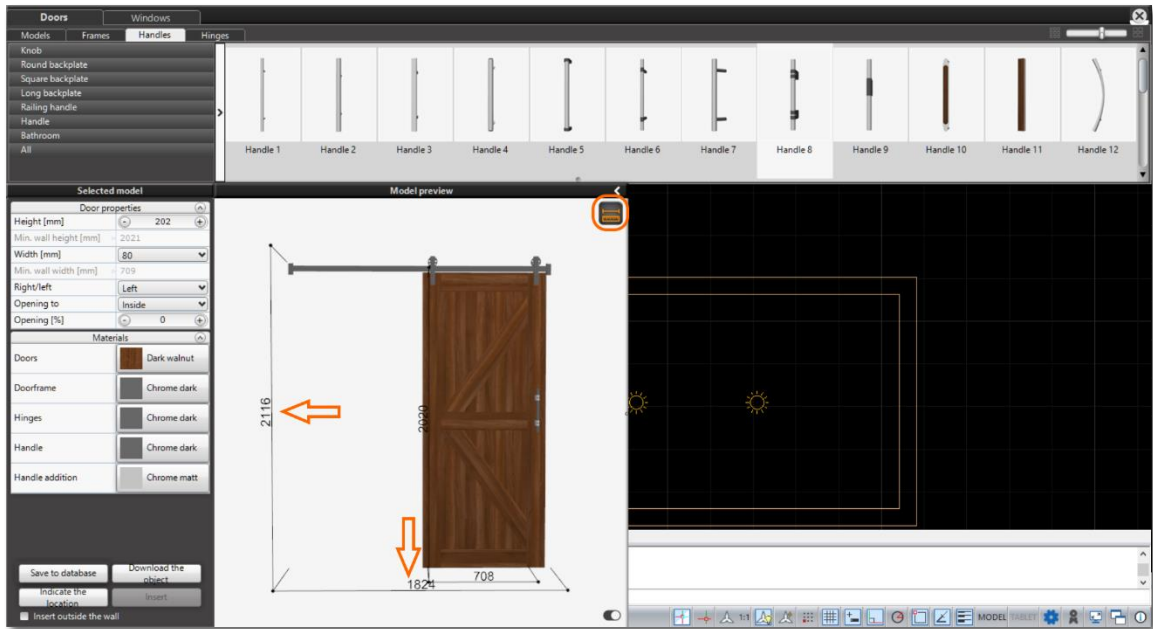 Doors Windows
Models Frames Handles Hinges
Knob
Round backplate
Square backplate
Long backplate
Railing handle
Handle
Bathroom
All
Handle 1 Handle 2 Handle 3 Handle 4 Handle 5 Handle 6 Handle 7 Handle 8 Handle 9 Handle 10 Handle 11 Handle 12
Selected model
Door properties
Height [mm] 202
Min. wall height [mm] 2021
Width [mm] 80
Min. wall width [mm] 709
Right/left Left
Opening to Inside
Opening [%] 0
Materials
Doors Dark walnut
Doorframe Chrome dark
Hinges Chrome dark
Handle Chrome dark
Handle addition Chrome matt
Save to database
Download the
object
Indicate the
location
Insert
Insert outside the wall
Model preview
2116
2020
1824
708
1:1 MODEL